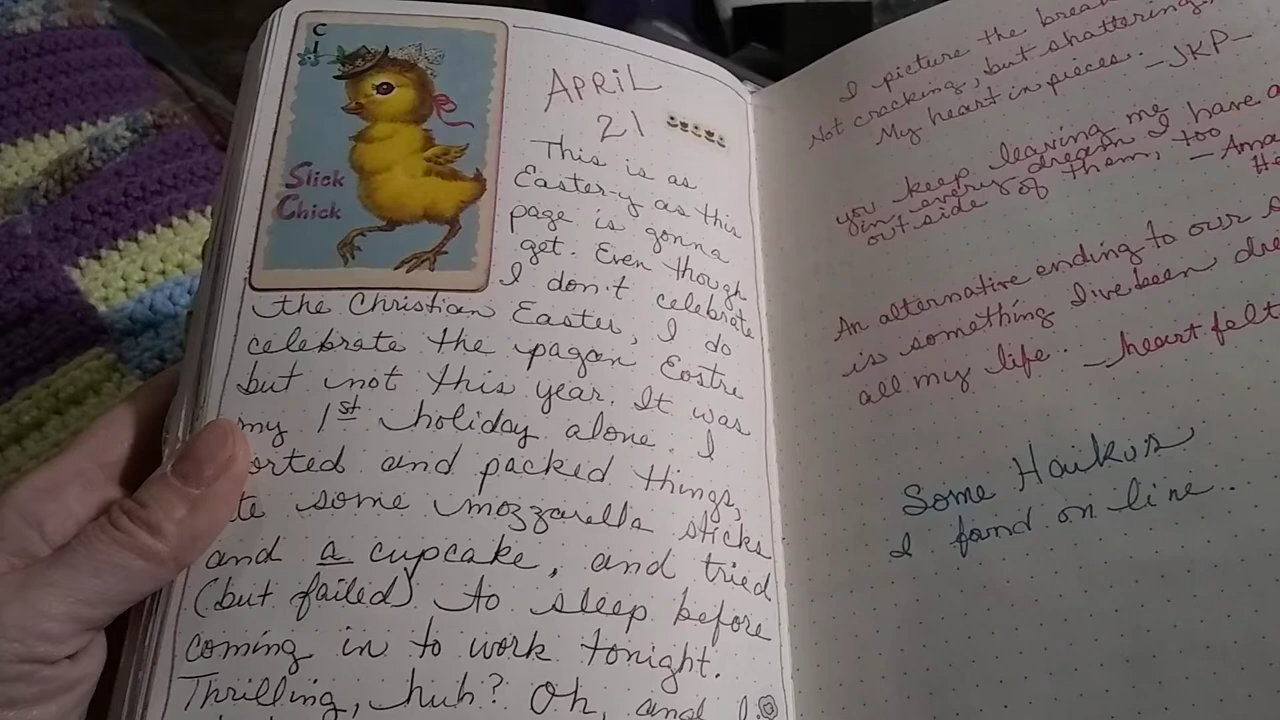 C
J
Slick
Chick
APRIL
21
This is as
Easter-y as this
page is gonna
get. Even though
I don't celebrate
the Christian Easter, I do
celebrate the pagan Eostre
but not this year. It was
my 1st holiday alone. I
orted and packed things,
te some mozzarella sticks
and a cupcake, and tried
(but failed) to sleep before
coming in to work tonight.
Thrilling, huh? Oh, and I
I picture the
Not cracking, but shattering,
My heart in pieces. -JKP-
you keep leaving me
in every dream I have
outside of them, too
An alternative ending to our
is something I've been
all my life. - heart felt
Some Haikus
I fond on line.